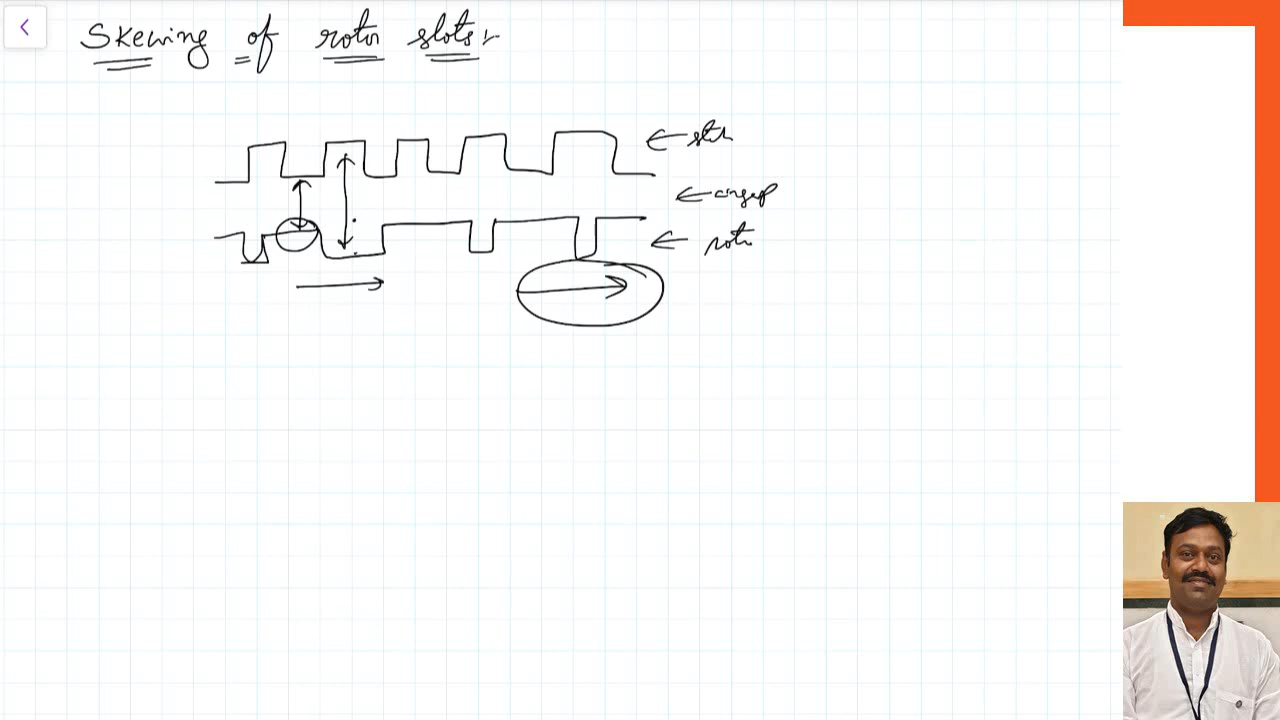 Skewing of rotor slots:-
← stator
← airgap
← rotor